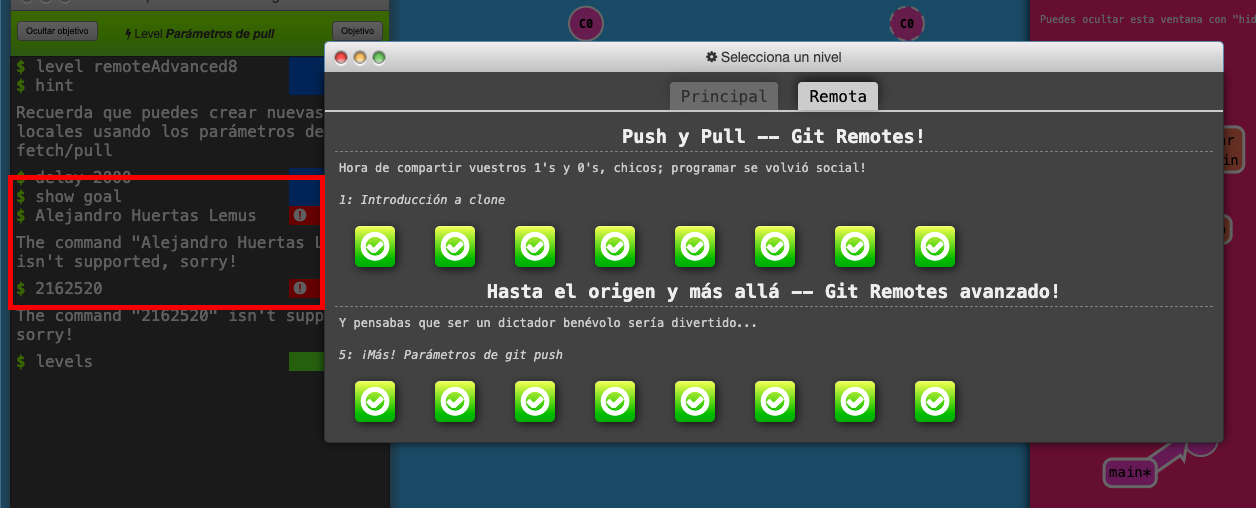 Ocultar objetivo
Level Parámetros de pull
Objetivo
$ level remoteAdvanced8
$ hint
Recuerda que puedes crear nuevas
locales usando los parámetros de
fetch/pull
$ delay 2000
$ show goal
$ Alejandro Huertas Lemus
The command "Alejandro Huertas L
isn't supported, sorry!
$ 2162520
The command "2162520" isn't supp
sorry!
$ levels
C0
C0
Puedes ocultar esta ventana con "hid
Selecciona un nivel
Principal
Remota
Push y Pull -- Git Remotes!
Hora de compartir vuestros 1's y 0's, chicos; programar se volvió social!
1: Introducción a clone
Hasta el origen y más allá -- Git Remotes avanzado!
Y pensabas que ser un dictador benévolo sería divertido...
5: ¡Más! Parámetros de git push
main*